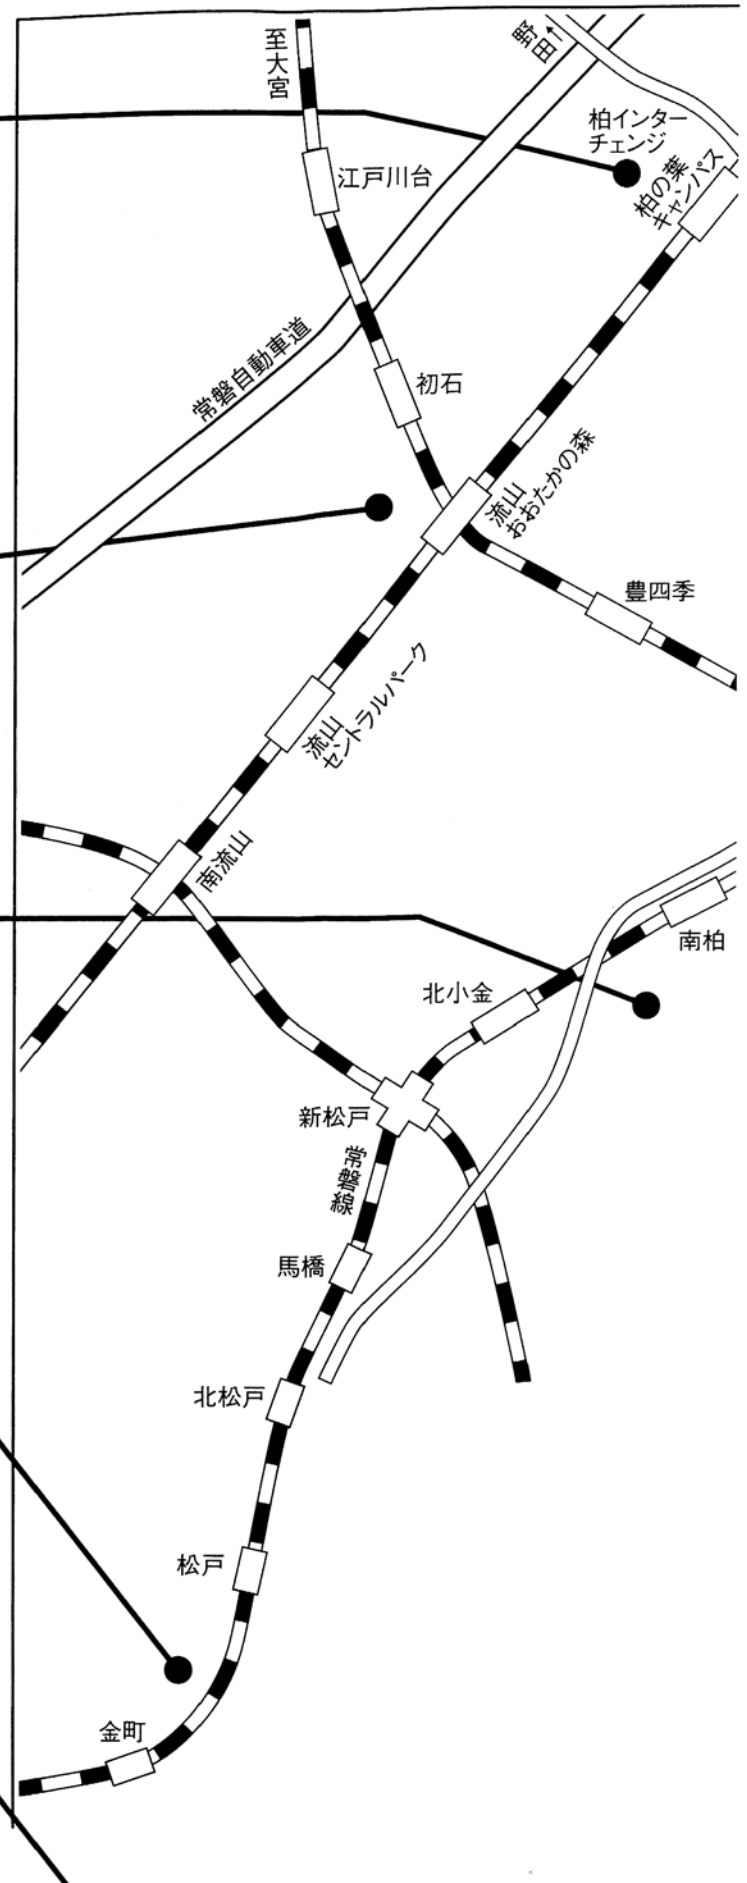 至大宮
野田←
柏インター
チェンジ
柏の葉
キャンパス
江戸川台
常磐自動車道
初石
流山
おおたかの森
豊四季
流山
セントラルパーク
南流山
南柏
北小金
新松戸
常磐線
馬橋
北松戸
松戸
金町